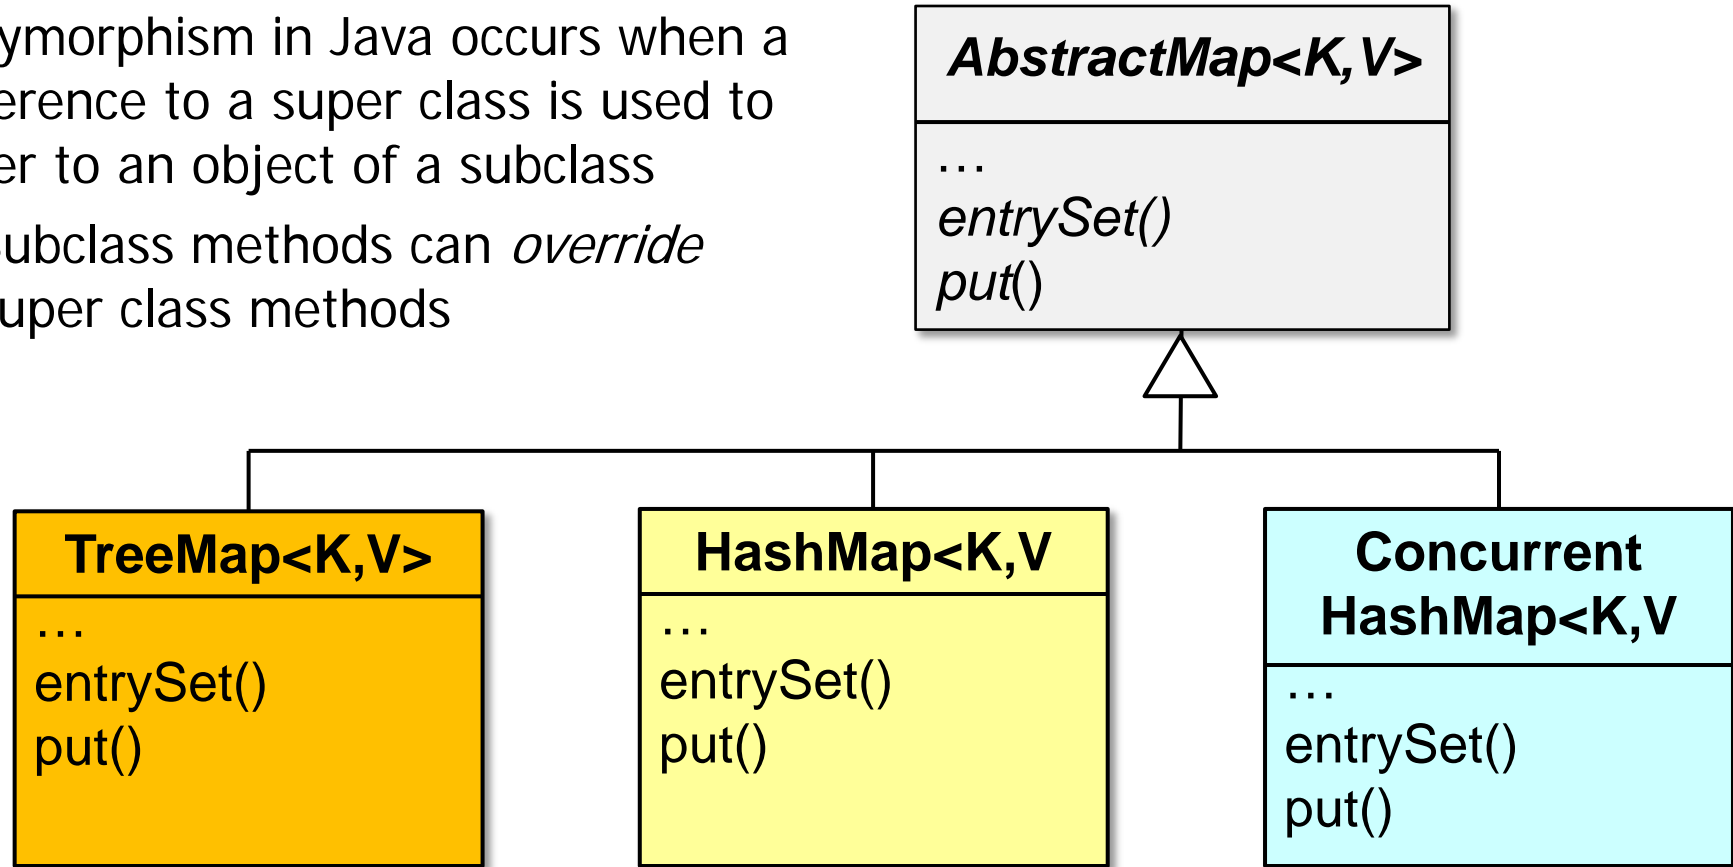 ymorphism in Java occurs when a
erence to a super class is used to
er to an object of a subclass
ubclass methods can override
uper class methods
AbstractMap<K,V>
…
entrySet()
put()
TreeMap<K,V>
…
entrySet()
put()
HashMap<K,V
…
entrySet()
put()
Concurrent
HashMap<K,V
…
entrySet()
put()